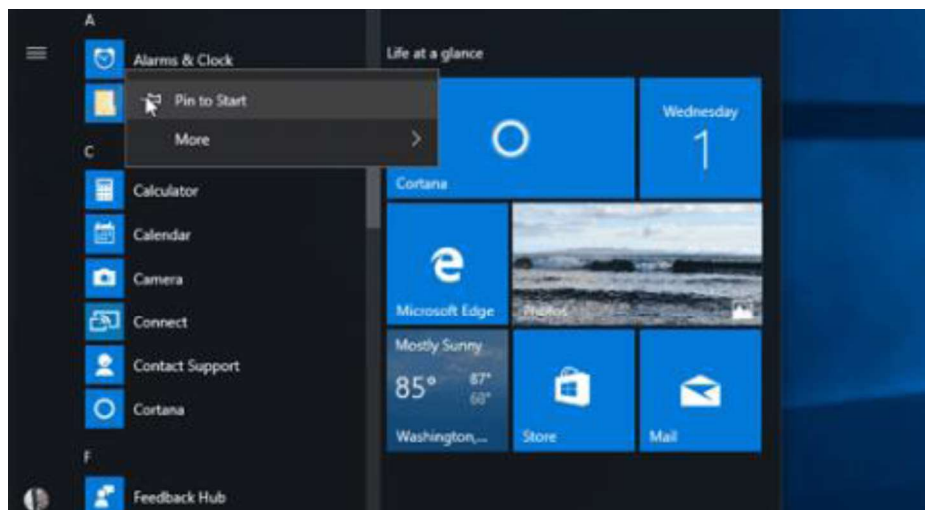 A
Alarms & Clock
Pin to Start
More
C
Calculator
Calendar
Camera
Connect
Contact Support
Cortana
F
Feedback Hub
Life at a glance
Cortana
Wednesday
1
Microsoft Edge
Photos
Mostly Sunny
85° 87°
60°
Washington,...
Store
Mail